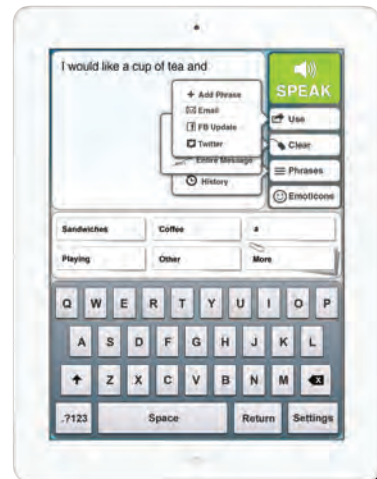 I would like a cup of tea and
SPEAK
+ Add Phrase
Email
FB Update
Twitter
Entire Message
History
Use
Clear
Phrases
Emoticons
Sandwiches Coffee a
Playing Other More
Q W E R T Y U I O P
A S D F G H J K L
Z X C V B N M
.?123 Space Return Settings